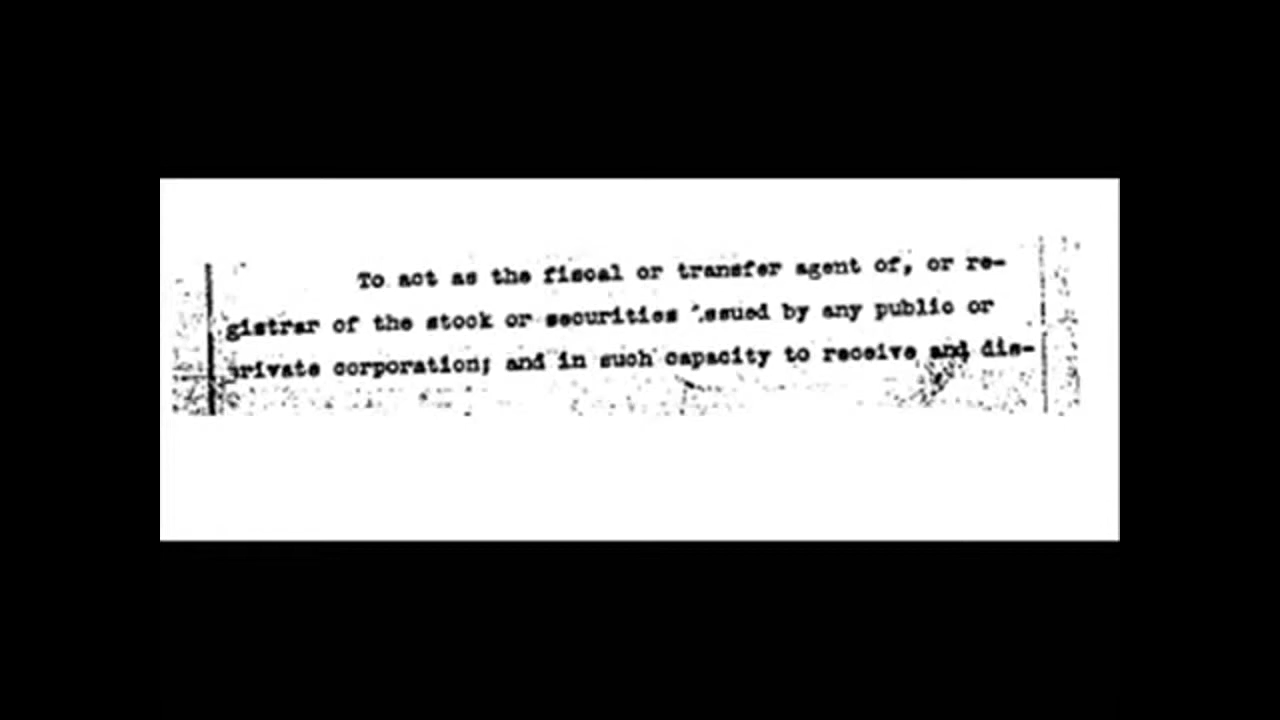 To act as the fiscal or transfer agent of, or re-
gistrar of the stock or securities issued by any public or
private corporation; and in such capacity to receive and dis-